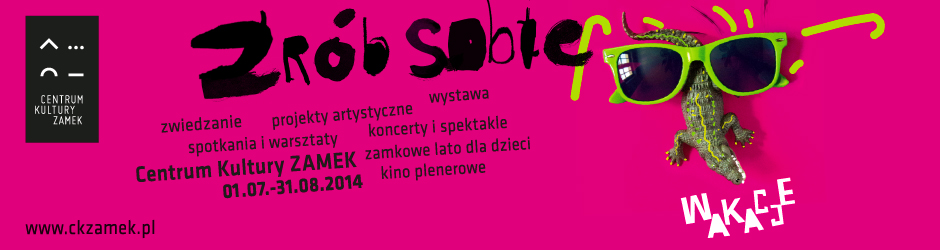 CENTRUM
KULTURY
ZAMEK
Zrób sobie
wystawa
zwiedzanie
projekty artystyczne
spotkania i warsztaty
koncerty i spektakle
Centrum Kultury ZAMEK
zamkowe lato dla dzieci
01.07.-31.08.2014
kino plenerowe
WAKACJE
www.ckzamek.pl